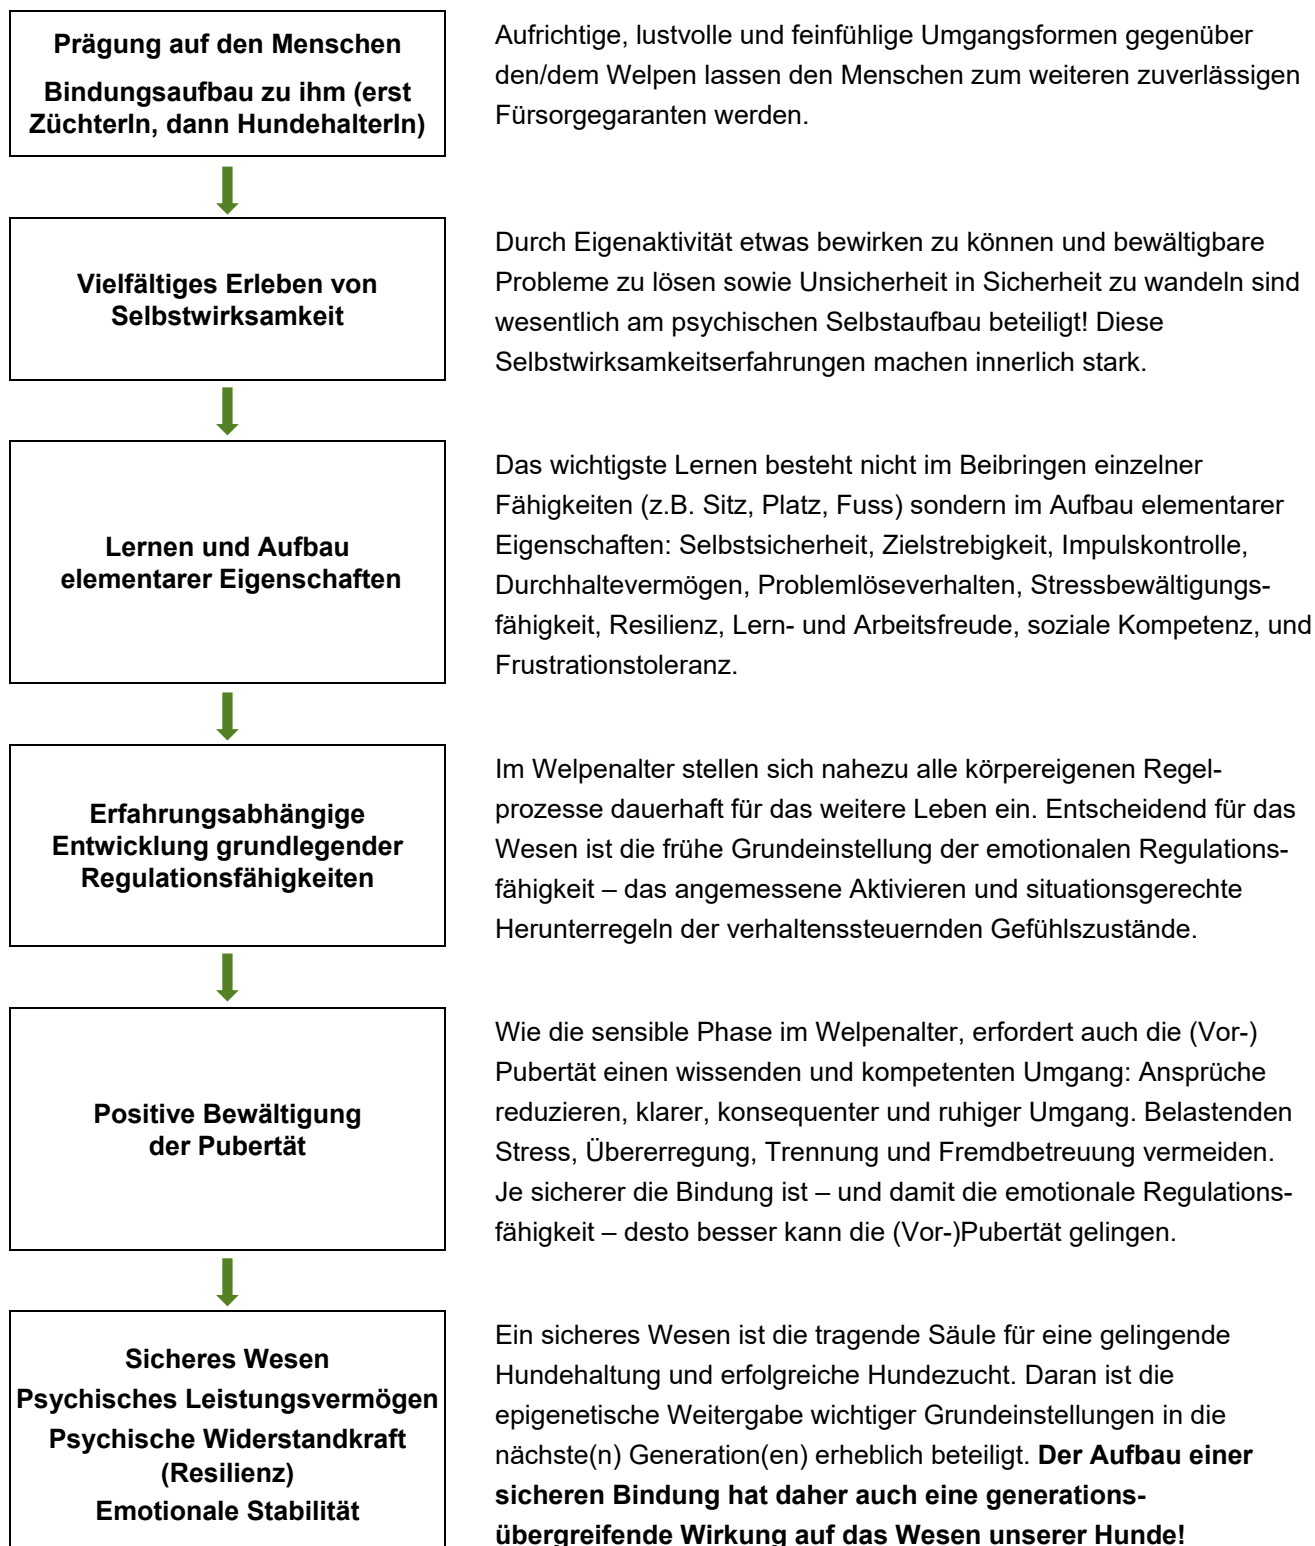 Prägung auf den Menschen
Bindungsaufbau zu ihm (erst
ZüchterIn, dann HundehalterIn)
Aufrichtige, lustvolle und feinfühlige Umgangsformen gegenüber
den/dem Welpen lassen den Menschen zum weiteren zuverlässigen
Fürsorgegaranten werden.
Vielfältiges Erleben von
Selbstwirksamkeit
Durch Eigenaktivität etwas bewirken zu können und bewältigbare
Probleme zu lösen sowie Unsicherheit in Sicherheit zu wandeln sind
wesentlich am psychischen Selbstaufbau beteiligt! Diese
Selbstwirksamkeitserfahrungen machen innerlich stark.
Lernen und Aufbau
elementarer Eigenschaften
Das wichtigste Lernen besteht nicht im Beibringen einzelner
Fähigkeiten (z.B. Sitz, Platz, Fuss) sondern im Aufbau elementarer
Eigenschaften: Selbstsicherheit, Zielstrebigkeit, Impulskontrolle,
Durchhaltevermögen, Problemlöseverhalten, Stressbewältigungs-
fähigkeit, Resilienz, Lern- und Arbeitsfreude, soziale Kompetenz, und
Frustrationstoleranz.
Erfahrungsabhängige
Entwicklung grundlegender
Regulationsfähigkeiten
Im Welpenalter stellen sich nahezu alle körpereigenen Regel-
prozesse dauerhaft für das weitere Leben ein. Entscheidend für das
Wesen ist die frühe Grundeinstellung der emotionalen Regulations-
fähigkeit – das angemessene Aktivieren und situationsgerechte
Herunterregeln der verhaltenssteuernden Gefühlszustände.
Positive Bewältigung
der Pubertät
Wie die sensible Phase im Welpenalter, erfordert auch die (Vor-)
Pubertät einen wissenden und kompetenten Umgang: Ansprüche
reduzieren, klarer, konsequenter und ruhiger Umgang. Belastenden
Stress, Übererregung, Trennung und Fremdbetreuung vermeiden.
Je sicherer die Bindung ist – und damit die emotionale Regulations-
fähigkeit – desto besser kann die (Vor-)Pubertät gelingen.
Sicheres Wesen
Psychisches Leistungsvermögen
Psychische Widerstandkraft
(Resilienz)
Emotionale Stabilität
Ein sicheres Wesen ist die tragende Säule für eine gelingende
Hundehaltung und erfolgreiche Hundezucht. Daran ist die
epigenetische Weitergabe wichtiger Grundeinstellungen in die
nächste(n) Generation(en) erheblich beteiligt. Der Aufbau einer
sicheren Bindung hat daher auch eine generations-
übergreifende Wirkung auf das Wesen unserer Hunde!